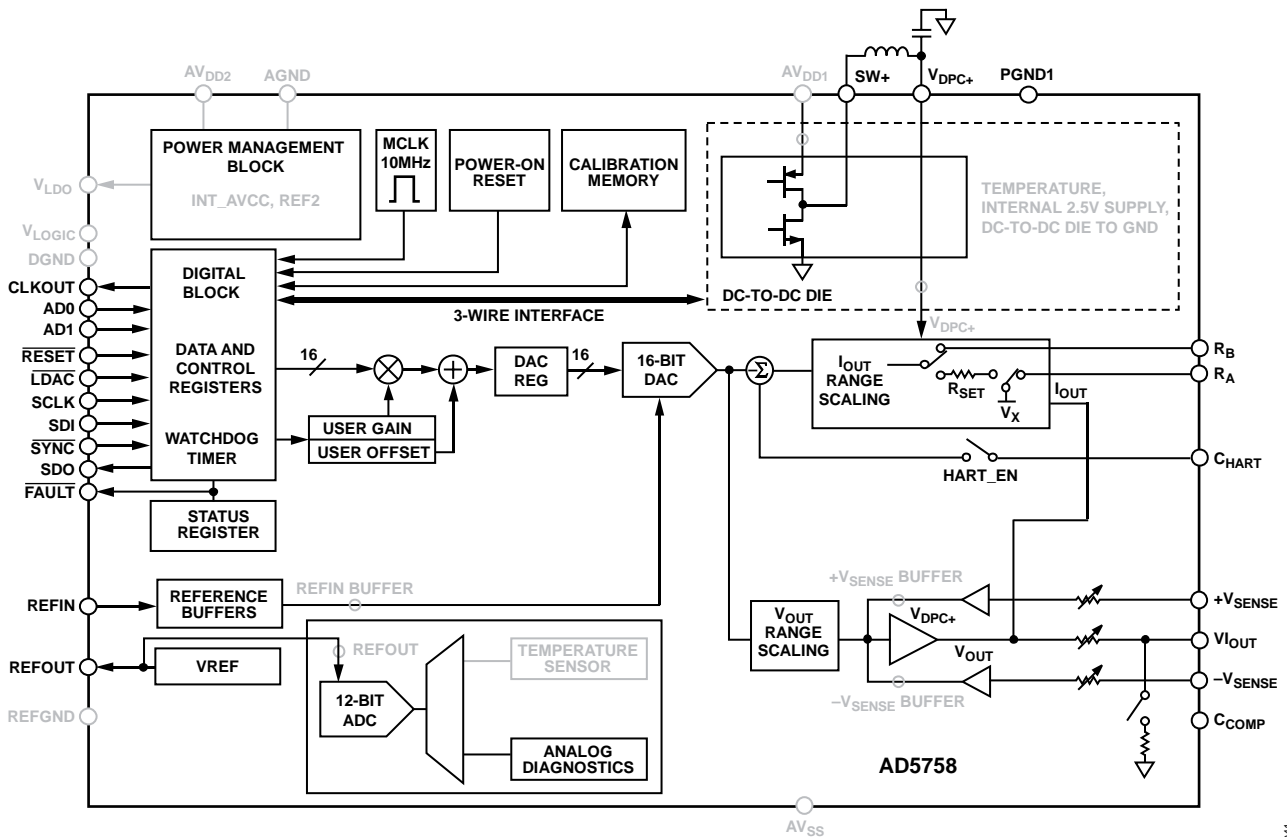 AVDD2
AGND
AVDD1
SW+
VDPC+
PGND1
POWER MANAGEMENT
BLOCK
INT_AVCC, REF2
MCLK
10MHz
POWER-ON
RESET
CALIBRATION
MEMORY
TEMPERATURE,
INTERNAL 2.5V SUPPLY,
DC-TO-DC DIE TO GND
DC-TO-DC DIE
VLDO
VLOGIC
DGND
CLKOUT
AD0
AD1
RESET
LDAC
SCLK
SDI
SYNC
SDO
FAULT
DIGITAL
BLOCK
DATA AND
CONTROL
REGISTERS
WATCHDOG
TIMER
STATUS
REGISTER
3-WIRE INTERFACE
16
USER GAIN
USER OFFSET
DAC
REG
16
16-BIT
DAC
–Σ
VDPC+
IOUT
RANGE
SCALING
RSET
VX
IOUT
RB
RA
HART_EN
CHART
REFIN
REFERENCE
BUFFERS
REFIN BUFFER
REFOUT
VREF
REFGND
REFOUT
12-BIT
ADC
TEMPERATURE
SENSOR
ANALOG
DIAGNOSTICS
VOUT
RANGE
SCALING
+VSENSE BUFFER
VDPC+
VOUT
–VSENSE BUFFER
+VSENSE
VIOUT
–VSENSE
CCOMP
AD5758
AVSS